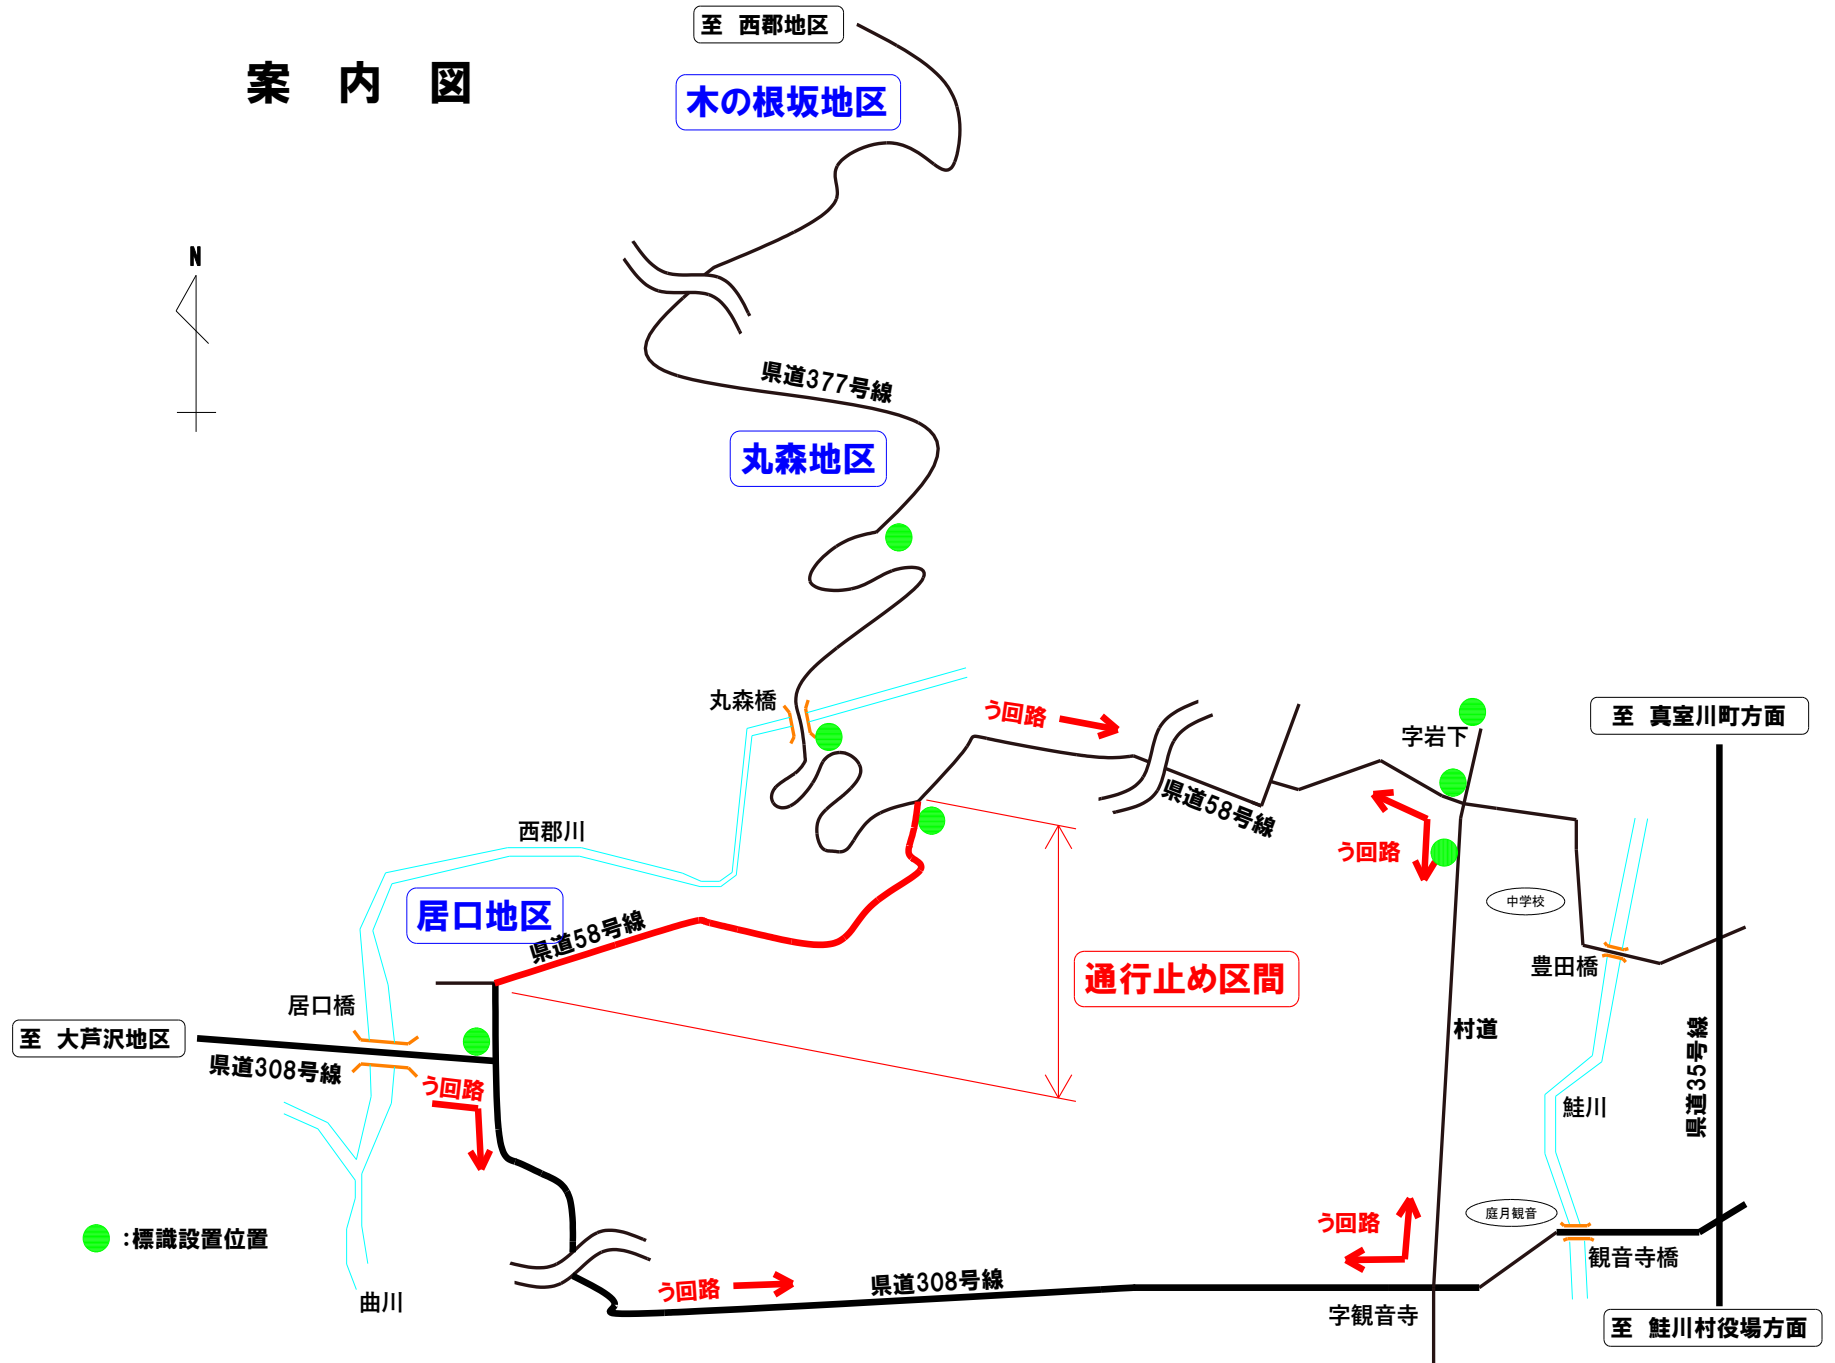 至 西郡地区
案 内 図
木の根坂地区
N
県道377号線
丸森地区
丸森橋
う回路
字岩下
至 真室川町方面
県道58号線
西郡川
う回路
居口地区
中学校
県道58号線
通行止め区間
豊田橋
居口橋
至 大芦沢地区
村道
県道308号線
県道35号線
う回路
鮭川
庭月観音
う回路
:標識設置位置
観音寺橋
う回路
県道308号線
曲川
字観音寺
至 鮭川村役場方面